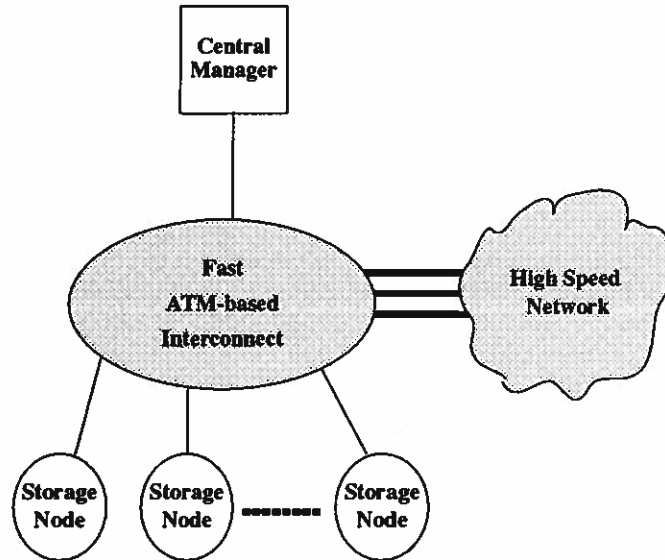 Central
Manager
Fast
ATM-based
Interconnect
High Speed
Network
Storage
Node
Storage
Node
Storage
Node